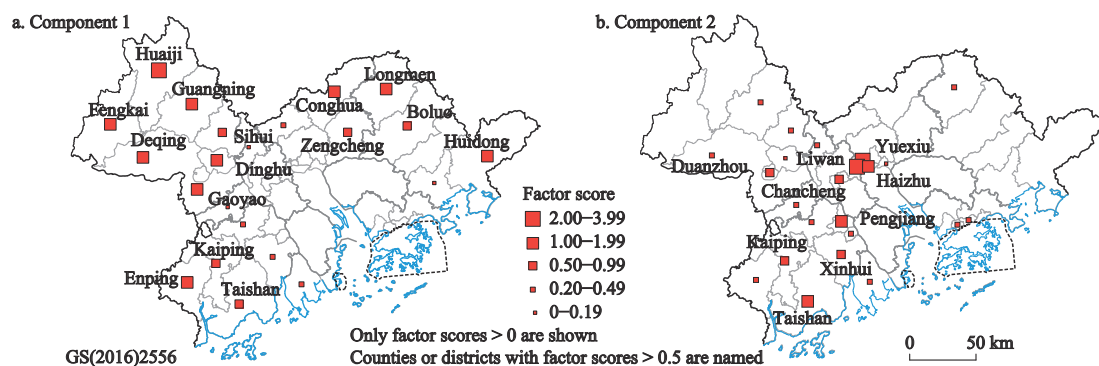 a. Component 1
Huaiji
Guangning
Fengkai
Deqing
Sihui
Dinghu
Gaoyao
Conghua
Longmen
Boluo
Zengcheng
Huidong
Kaiping
Enping
Taishan
GS(2016)2556
Factor score
2.00−3.99
1.00−1.99
0.50−0.99
0.20−0.49
0−0.19
Only factor scores > 0 are shown
Counties or districts with factor scores > 0.5 are named
b. Component 2
Duanzhou
Liwan
Yuexiu
Haizhu
Chancheng
Pengjiang
Kaiping
Xinhui
Taishan
0 50 km